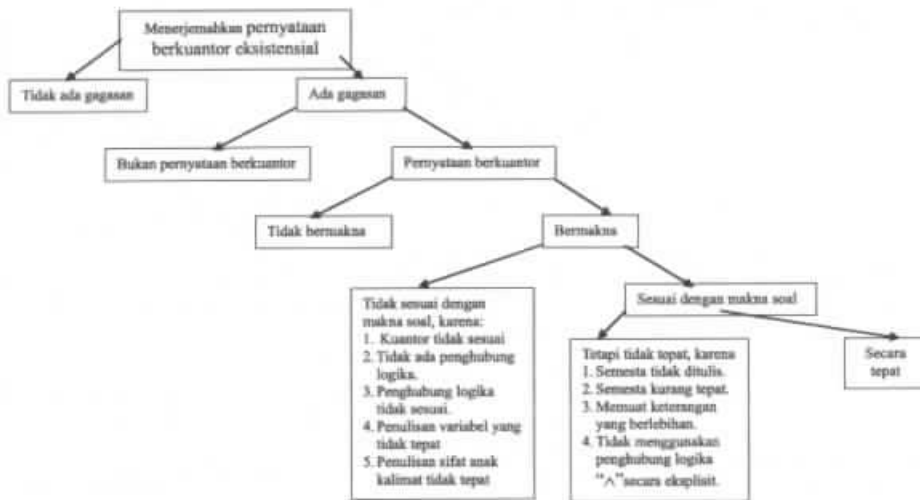 Menerjemahkan pernyataan
berkuantor eksistensial
Tidak ada gagasan
Ada gagasan
Bukan pernyataan berkuantor
Pernyataan berkuantor
Tidak bermakna
Bermakna
Tidak sesuai dengan
makna soal, karena:
1. Kuantor tidak sesuai
2. Tidak ada penghubung
logika.
3. Penghubung logika
tidak sesuai.
4. Penulisan variabel yang
tidak tepat
5. Penulisan sifat anak
kalimat tidak tepat
Sesuai dengan makna soal
Tetapi tidak tepat, karena
1. Semesta tidak ditulis.
2. Semesta kurang tepat.
3. Memuat keterangan
yang berlebihan.
4. Tidak menggunakan
penghubung logika
"∧" secara eksplisit.
Secara
tepat